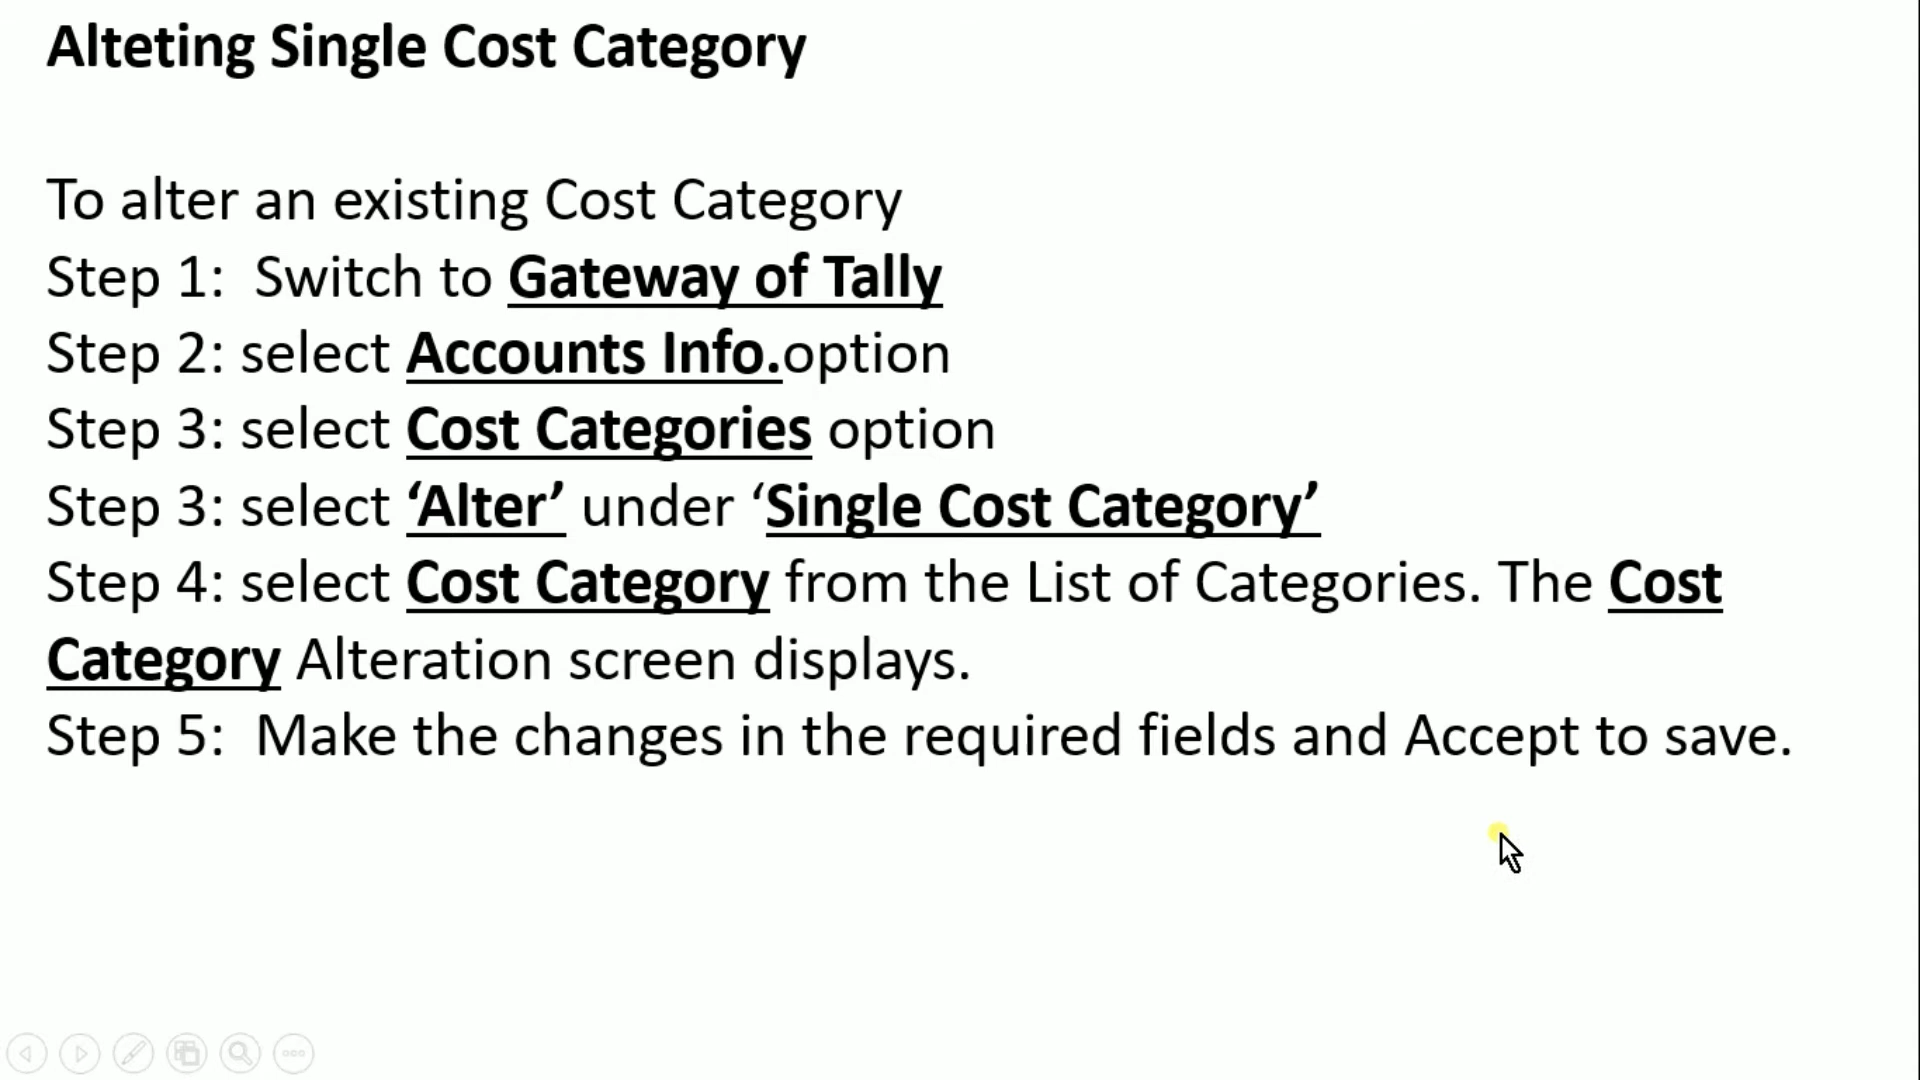 Alteting Single Cost Category
To alter an existing Cost Category
Step 1:  Switch to Gateway of Tally
Step 2: select Accounts Info.option
Step 3: select Cost Categories option
Step 3: select ‘Alter’ under ‘Single Cost Category’
Step 4: select Cost Category from the List of Categories. The Cost
Category Alteration screen displays.
Step 5:  Make the changes in the required fields and Accept to save.